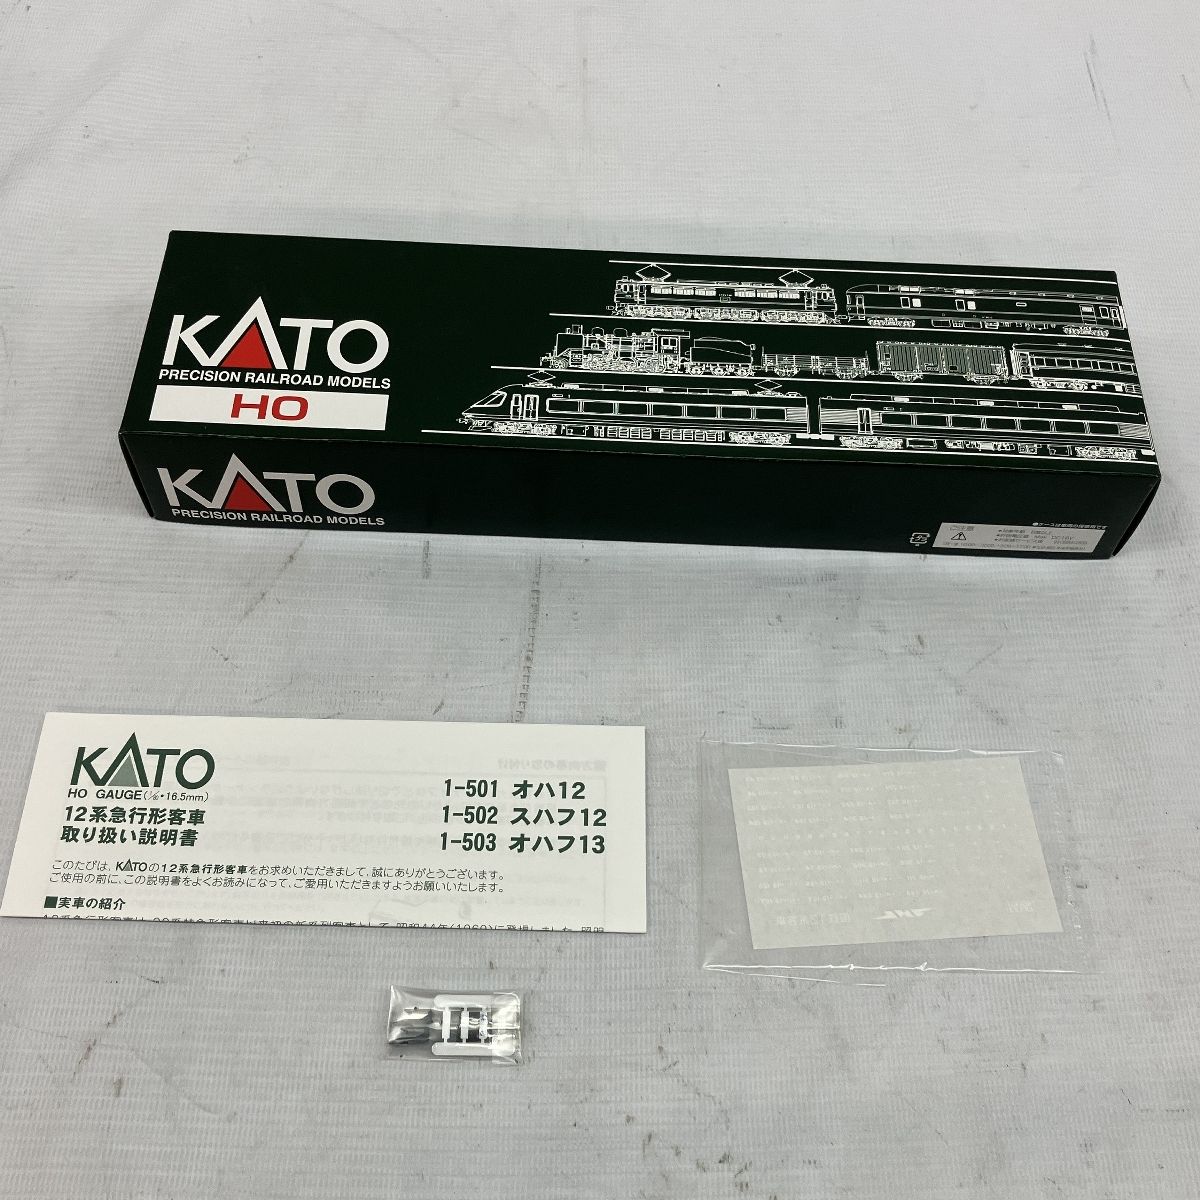 KATO
PRECISION RAILROAD MODELS
HO
KATO
PRECISION RAILROAD MODELS
ご注意
KATO
HO GAUGE(1/80・16.5mm)
12系急行形客車
取り扱い説明書
1-501 オハ12
1-502 スハフ12
1-503 オハフ13
このたびは、KATOの12系急行形客車をお求めいただきまして、誠にありがとうございます。
ご使用の前に、この説明書をよくお読みになって、ご愛用いただきますようお願いいたします。
■実車の紹介